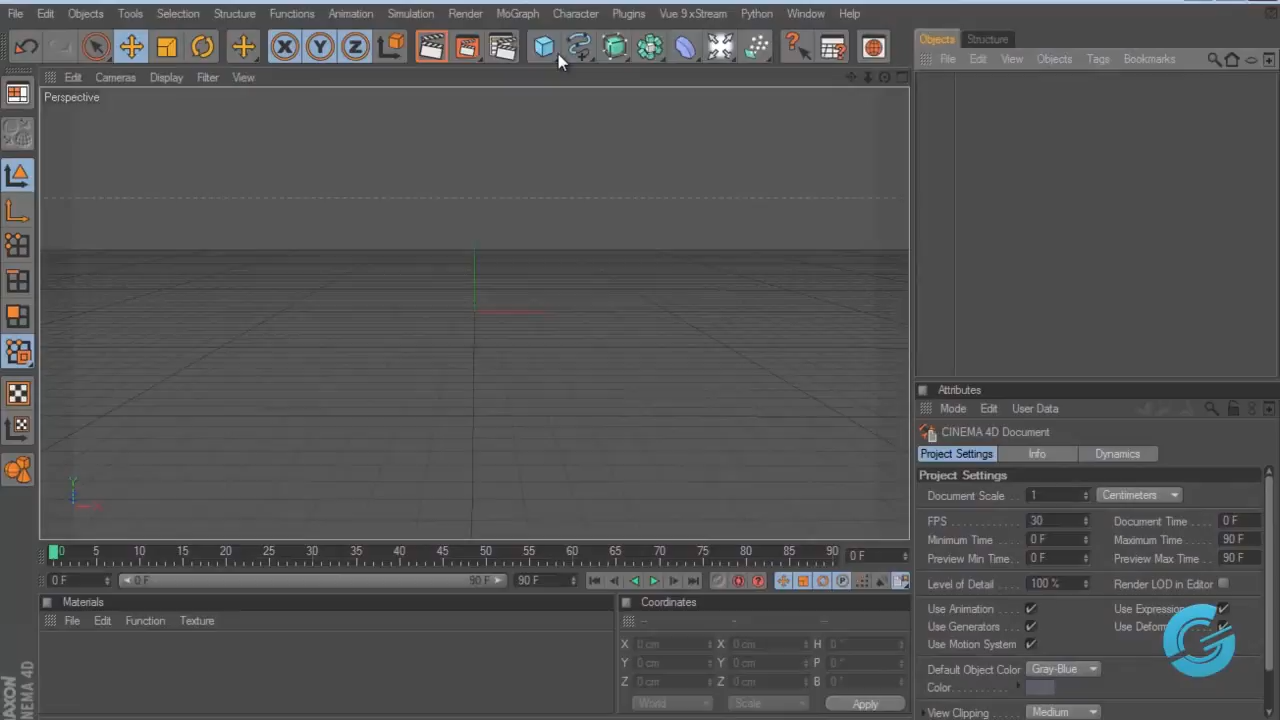 File Edit Objects Tools Selection Structure Functions Animation Simulation Render MoGraph Character Plugins Vue 9 xStream Python Window Help
X Y Z
Objects Structure
File Edit View Objects Tags Bookmarks
Edit Cameras Display Filter View
Perspective
Y
Attributes
Mode Edit User Data
CINEMA 4D Document
Project Settings Info Dynamics
Project Settings
Document Scale 1 Centimeters
FPS 30 Document Time 0 F
Minimum Time 0 F Maximum Time 90 F
Preview Min Time 0 F Preview Max Time 90 F
Level of Detail 100 % Render LOD in Editor
Use Animation Use Expression
Use Generators Use Deform
Use Motion System
Default Object Color Gray-Blue
Color
View Clipping Medium
0 5 10 15 20 25 30 35 40 45 50 55 60 65 70 75 80 85 90 0 F
0 F 0 F 90 F 90 F
Materials
File Edit Function Texture
Coordinates
-- -- --
X 0 cm X 0 cm H 0 °
Y 0 cm Y 0 cm P 0 °
Z 0 cm Z 0 cm B 0 °
World Scale Apply
MAXON
CINEMA 4D